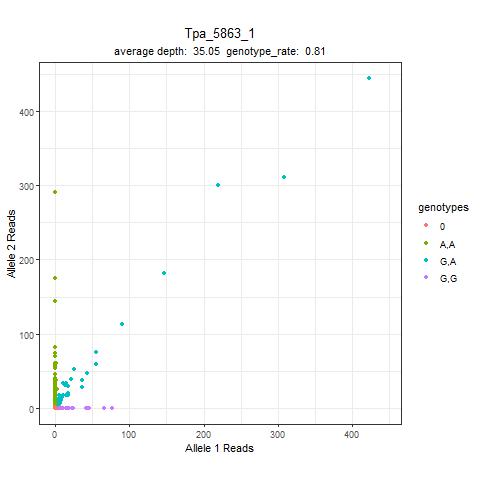 Tpa_5863_1
average depth:  35.05  genotype_rate:  0.81
400
300
200
100
0
Allele 2 Reads
0 100 200 300 400
Allele 1 Reads
genotypes
0
A,A
G,A
G,G